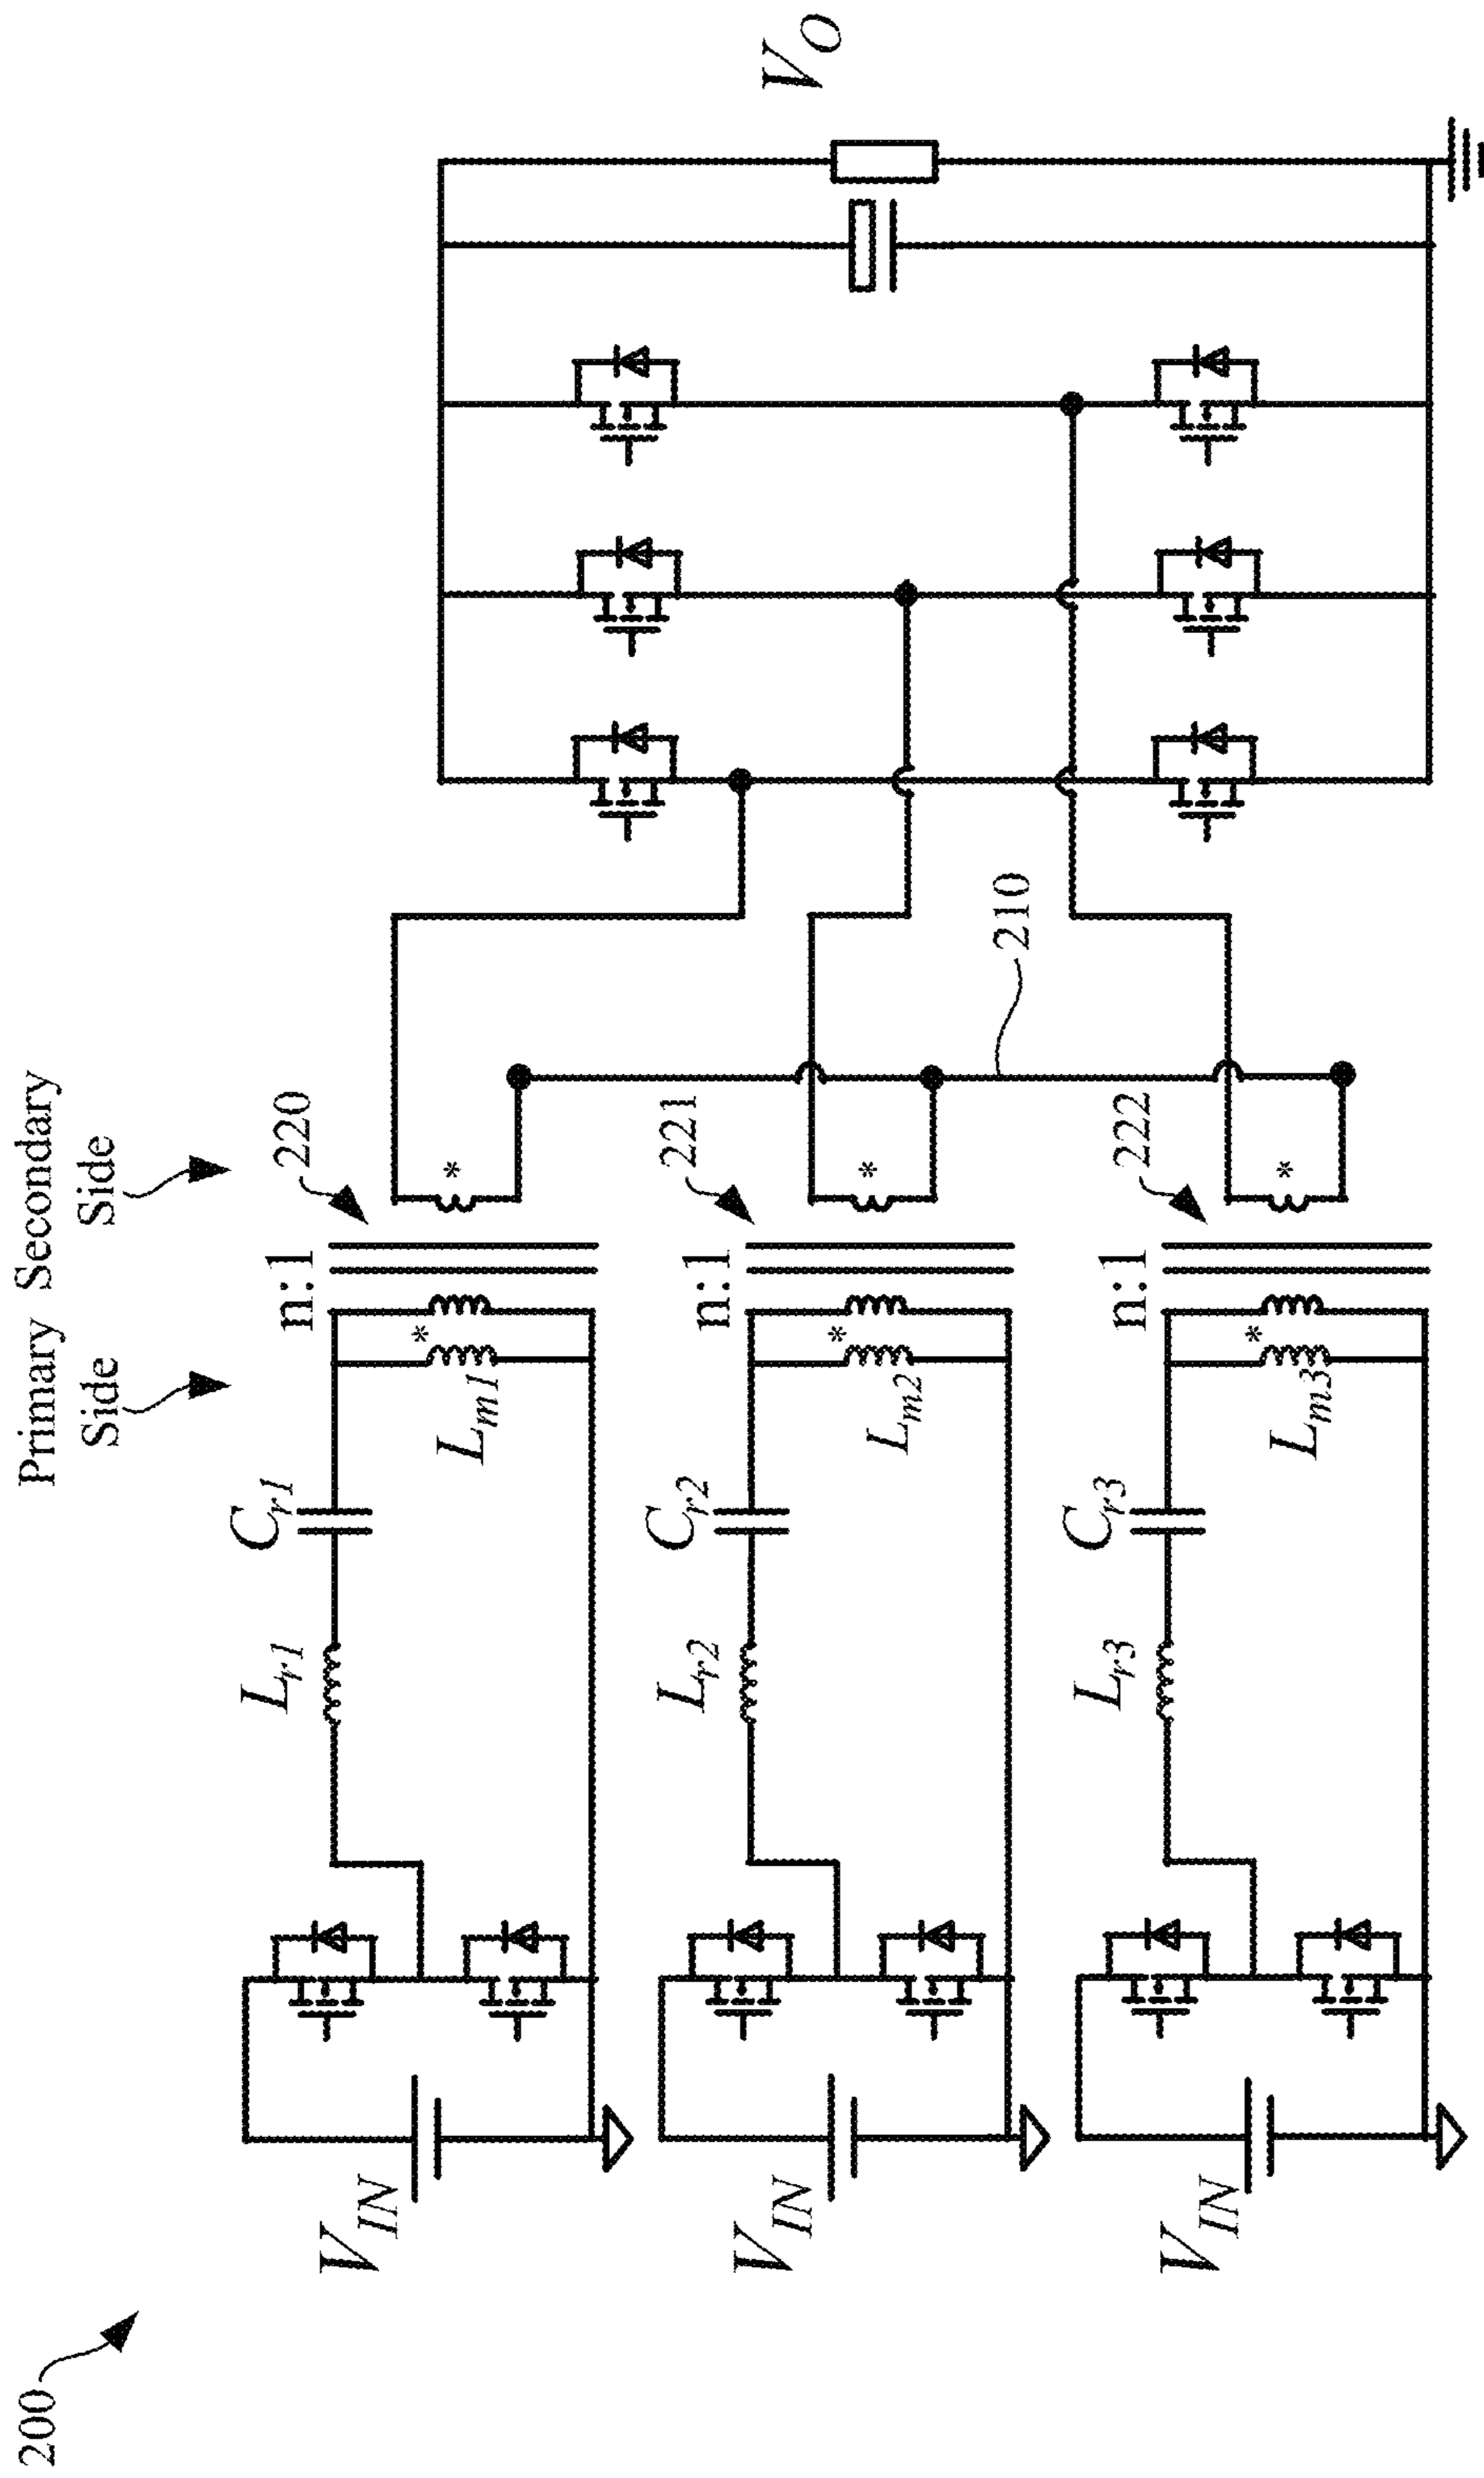 200
Primary Side
Secondary Side
V_IN
L_r1
C_r1
L_m1
*
n:1
220
*
V_IN
L_r2
C_r2
L_m2
*
n:1
221
*
V_IN
L_r3
C_r3
L_m3
*
n:1
222
*
210
V_O